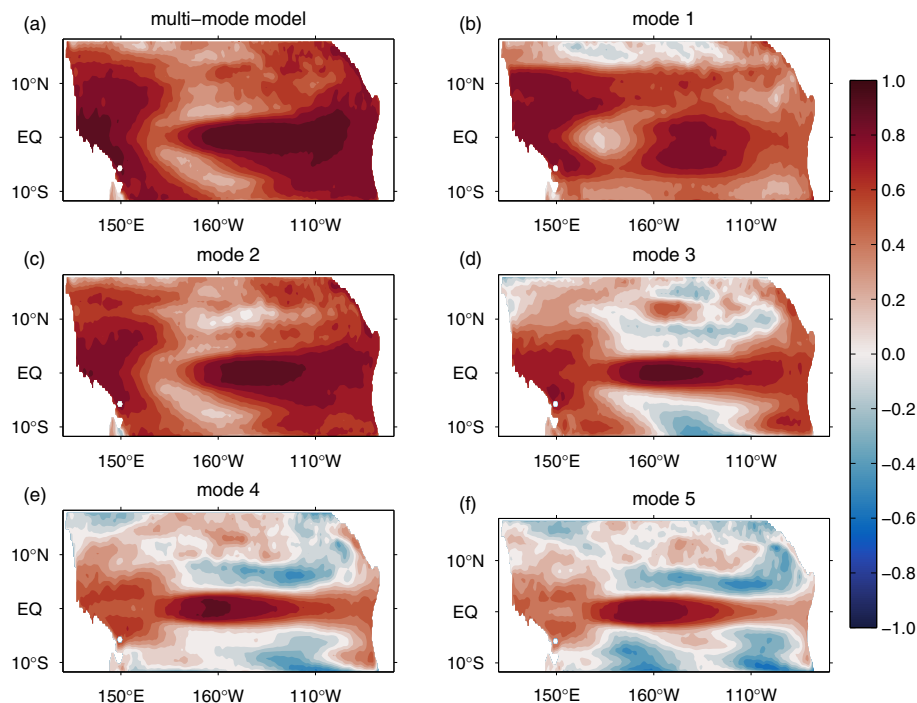 (a) multi−mode model
(b) mode 1
10°N
EQ
10°S
150°E 160°W 110°W
10°N
EQ
10°S
150°E 160°W 110°W
(c) mode 2
(d) mode 3
10°N
EQ
10°S
150°E 160°W 110°W
10°N
EQ
10°S
150°E 160°W 110°W
(e) mode 4
(f) mode 5
10°N
EQ
10°S
150°E 160°W 110°W
10°N
EQ
10°S
150°E 160°W 110°W
1.0
0.8
0.6
0.4
0.2
0.0
−0.2
−0.4
−0.6
−0.8
−1.0